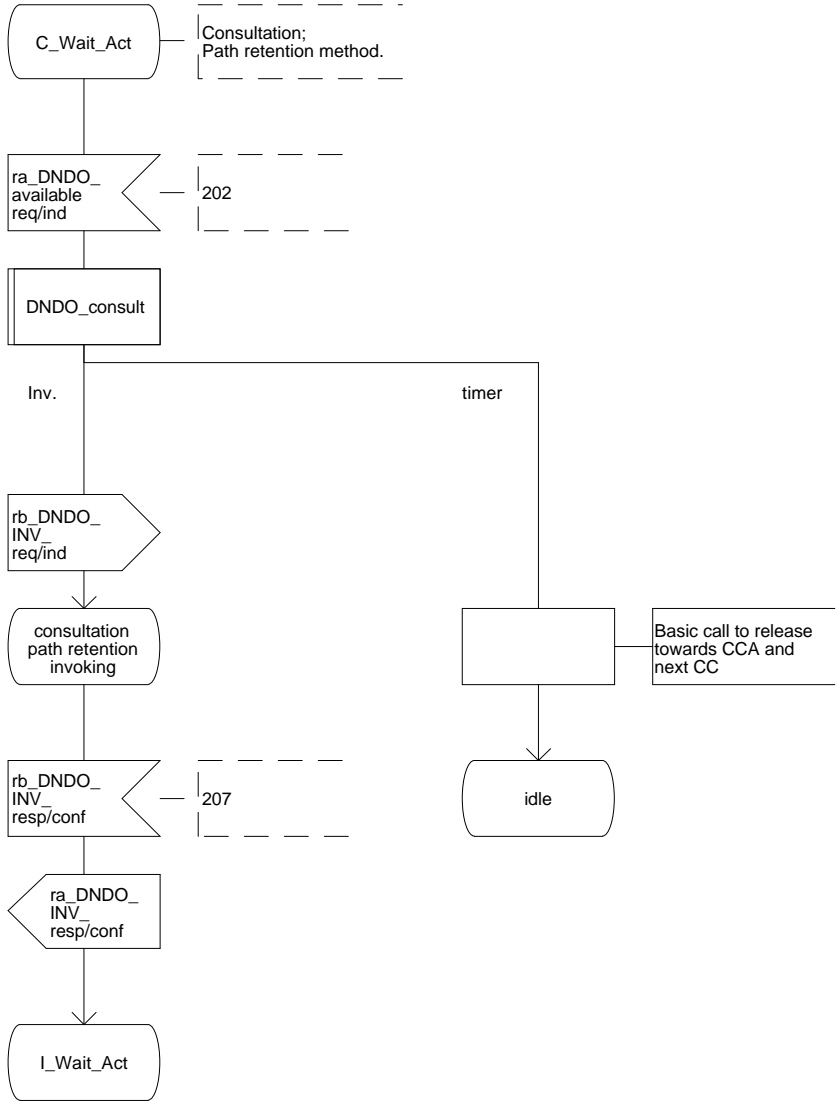 C_Wait_Act
Consultation;
Path retention method.
ra_DNDO_
available
req/ind
202
DNDO_consult
Inv.
timer
rb_DNDO_
INV_
req/ind
consultation
path retention
invoking
Basic call to release
towards CCA and
next CC
rb_DNDO_
INV_
resp/conf
207
idle
ra_DNDO_
INV_
resp/conf
I_Wait_Act